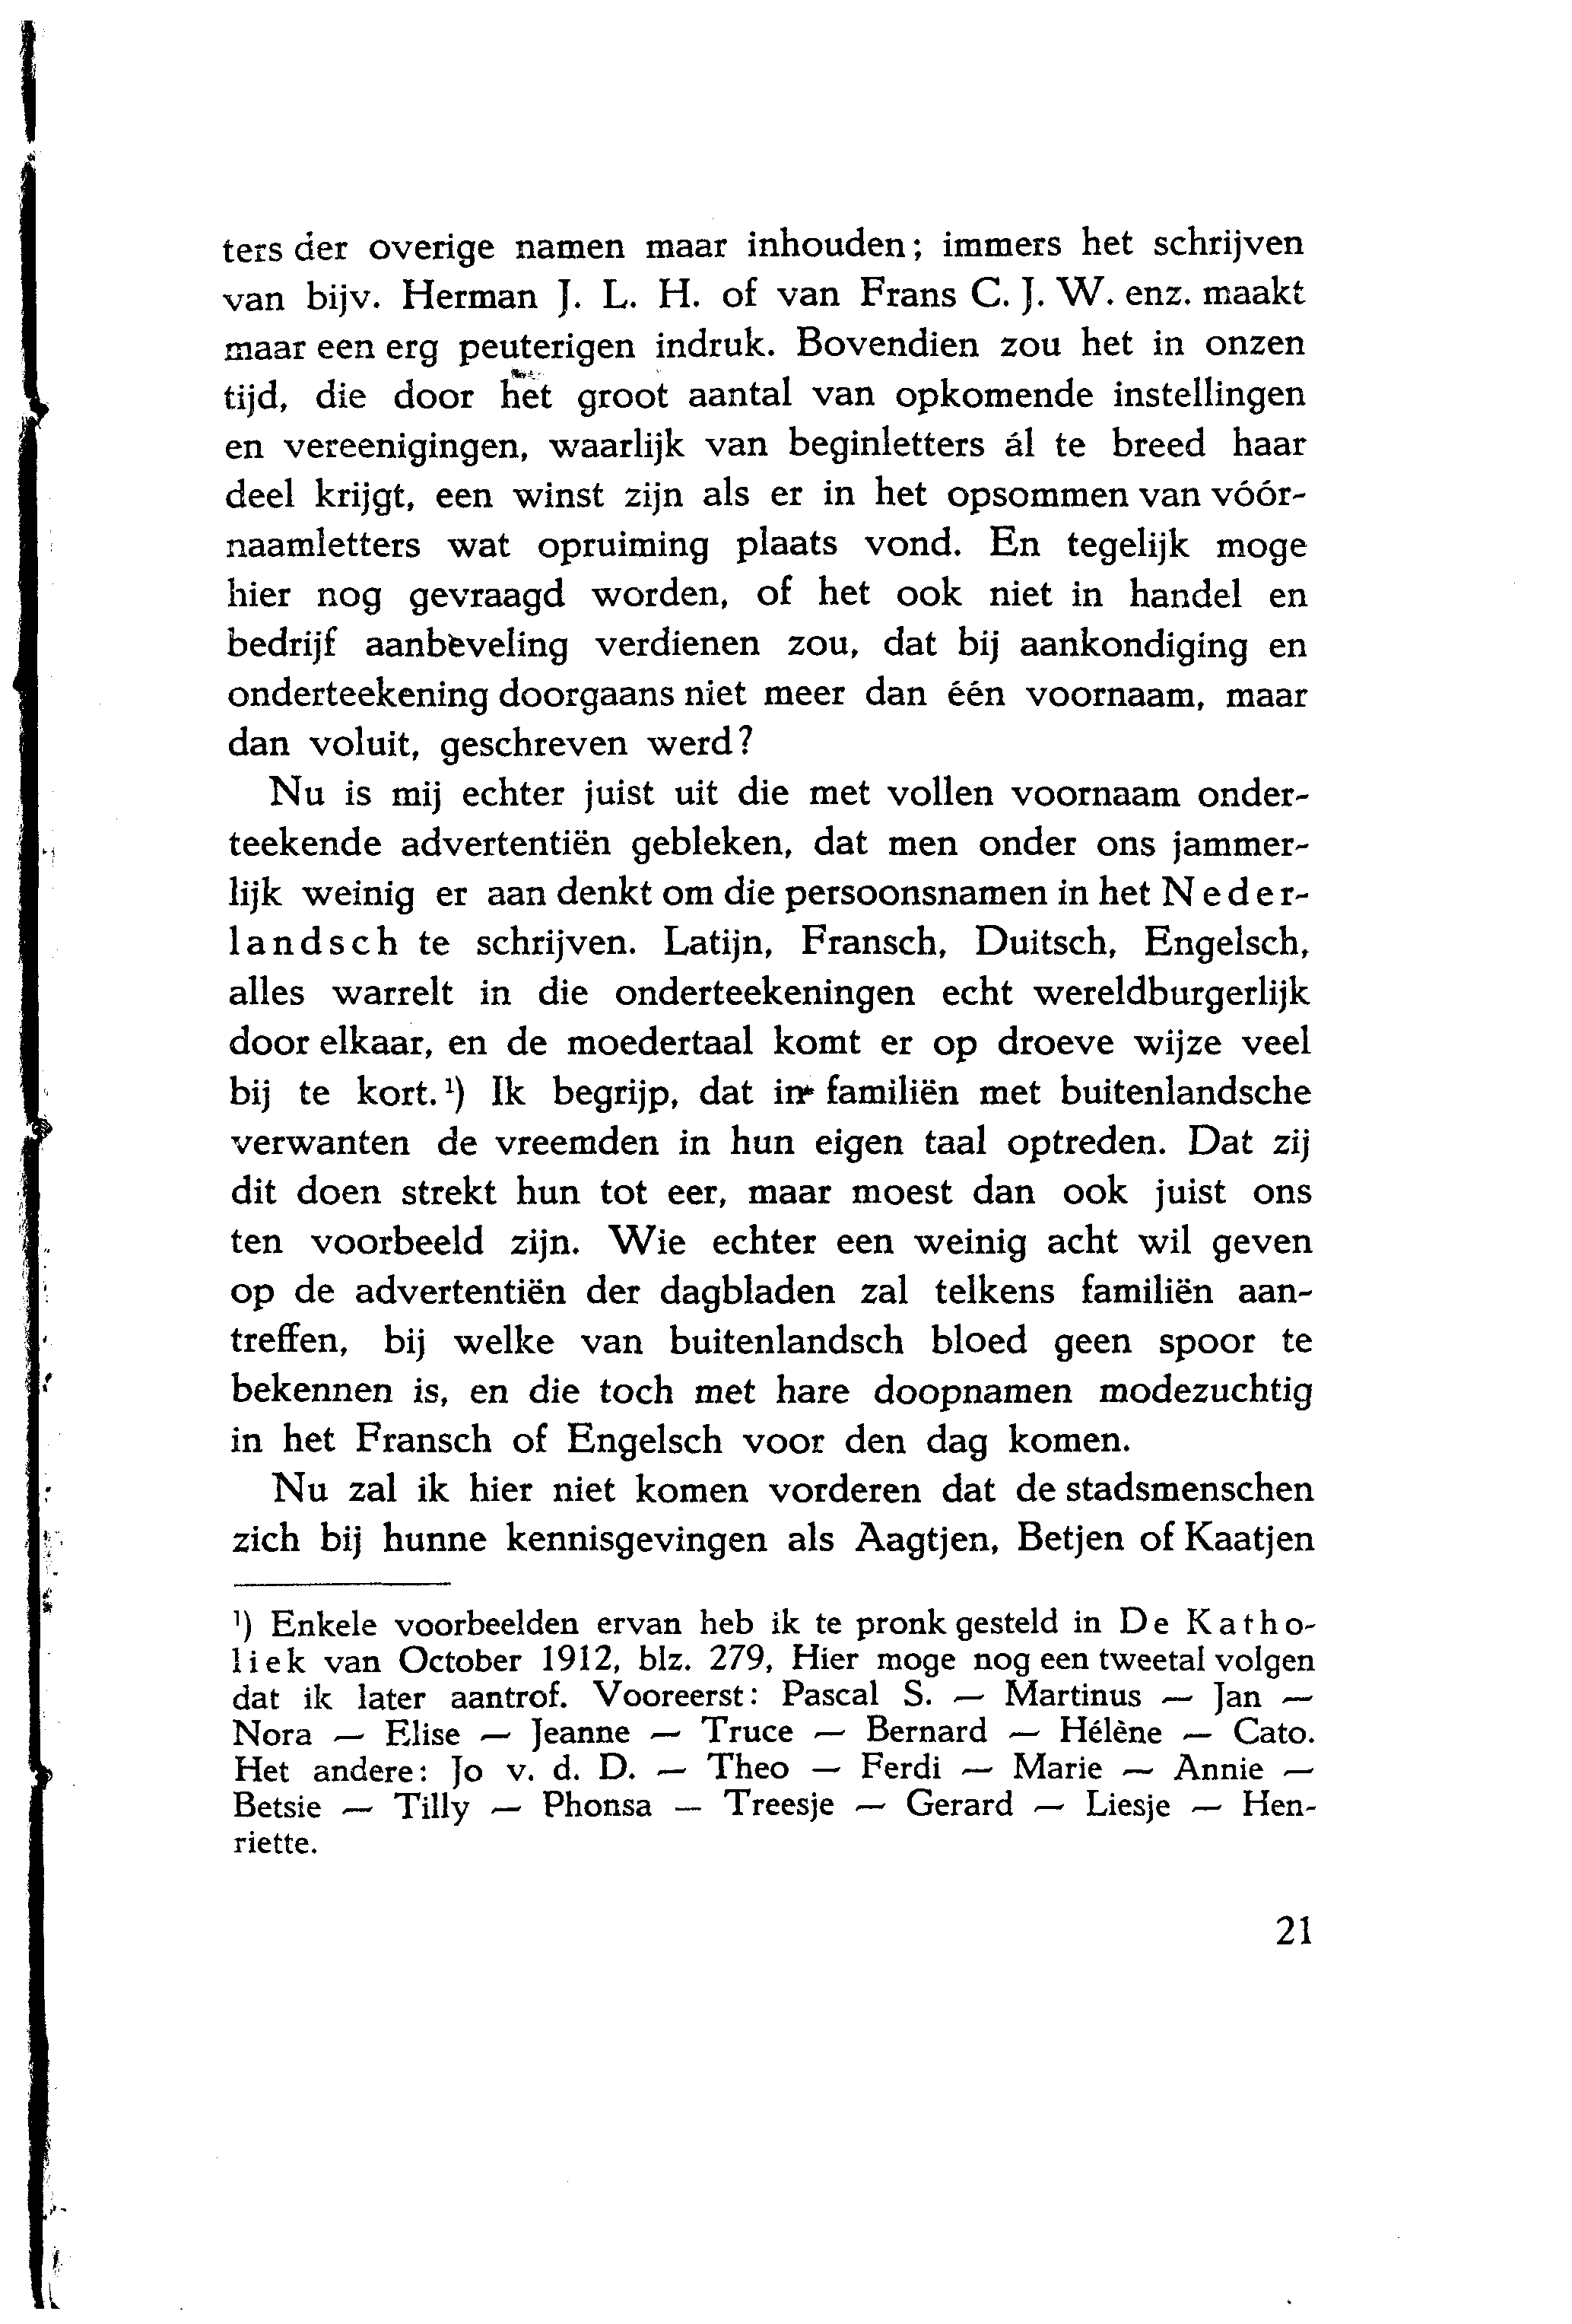 ters der overige namen maar inhouden; immers het schrijven
van bijv. Herman J. L. H. of van Frans C. J. W. enz. maakt
maar een erg peuterigen indruk. Bovendien zou het in onzen
tijd, die door het groot aantal van opkomende instellingen
en vereenigingen, waarlijk van beginletters ál te breed haar
deel krijgt, een winst zijn als er in het opsommen van vóór-
naamletters wat opruiming plaats vond. En tegelijk moge
hier nog gevraagd worden, of het ook niet in handel en
bedrijf aanbeveling verdienen zou, dat bij aankondiging en
onderteekening doorgaans niet meer dan één voornaam, maar
dan voluit, geschreven werd?
Nu is mij echter juist uit die met vollen voornaam onder-
teekende advertentiën gebleken, dat men onder ons jammer-
lijk weinig er aan denkt om die persoonsnamen in het Neder-
landsch te schrijven. Latijn, Fransch, Duitsch, Engelsch,
alles warrelt in die onderteekeningen echt wereldburgerlijk
door elkaar, en de moedertaal komt er op droeve wijze veel
bij te kort. ¹) Ik begrijp, dat in familiën met buitenlandsche
verwanten de vreemden in hun eigen taal optreden. Dat zij
dit doen strekt hun tot eer, maar moest dan ook juist ons
ten voorbeeld zijn. Wie echter een weinig acht wil geven
op de advertentiën der dagbladen zal telkens familiën aan-
treffen, bij welke van buitenlandsch bloed geen spoor te
bekennen is, en die toch met hare doopnamen modezuchtig
in het Fransch of Engelsch voor den dag komen.
Nu zal ik hier niet komen vorderen dat de stadsmenschen
zich bij hunne kennisgevingen als Aagtjen, Betjen of Kaatjen
¹) Enkele voorbeelden ervan heb ik te pronk gesteld in De Katho-
liek van October 1912, blz. 279, Hier moge nog een tweetal volgen
dat ik later aantrof. Vooreerst: Pascal S. — Martinus — Jan —
Nora — Elise — Jeanne — Truce — Bernard — Hélène — Cato.
Het andere: Jo v. d. D. — Theo — Ferdi — Marie — Annie —
Betsie — Tilly — Phonsa — Treesje — Gerard — Liesje — Hen-
riette.
21